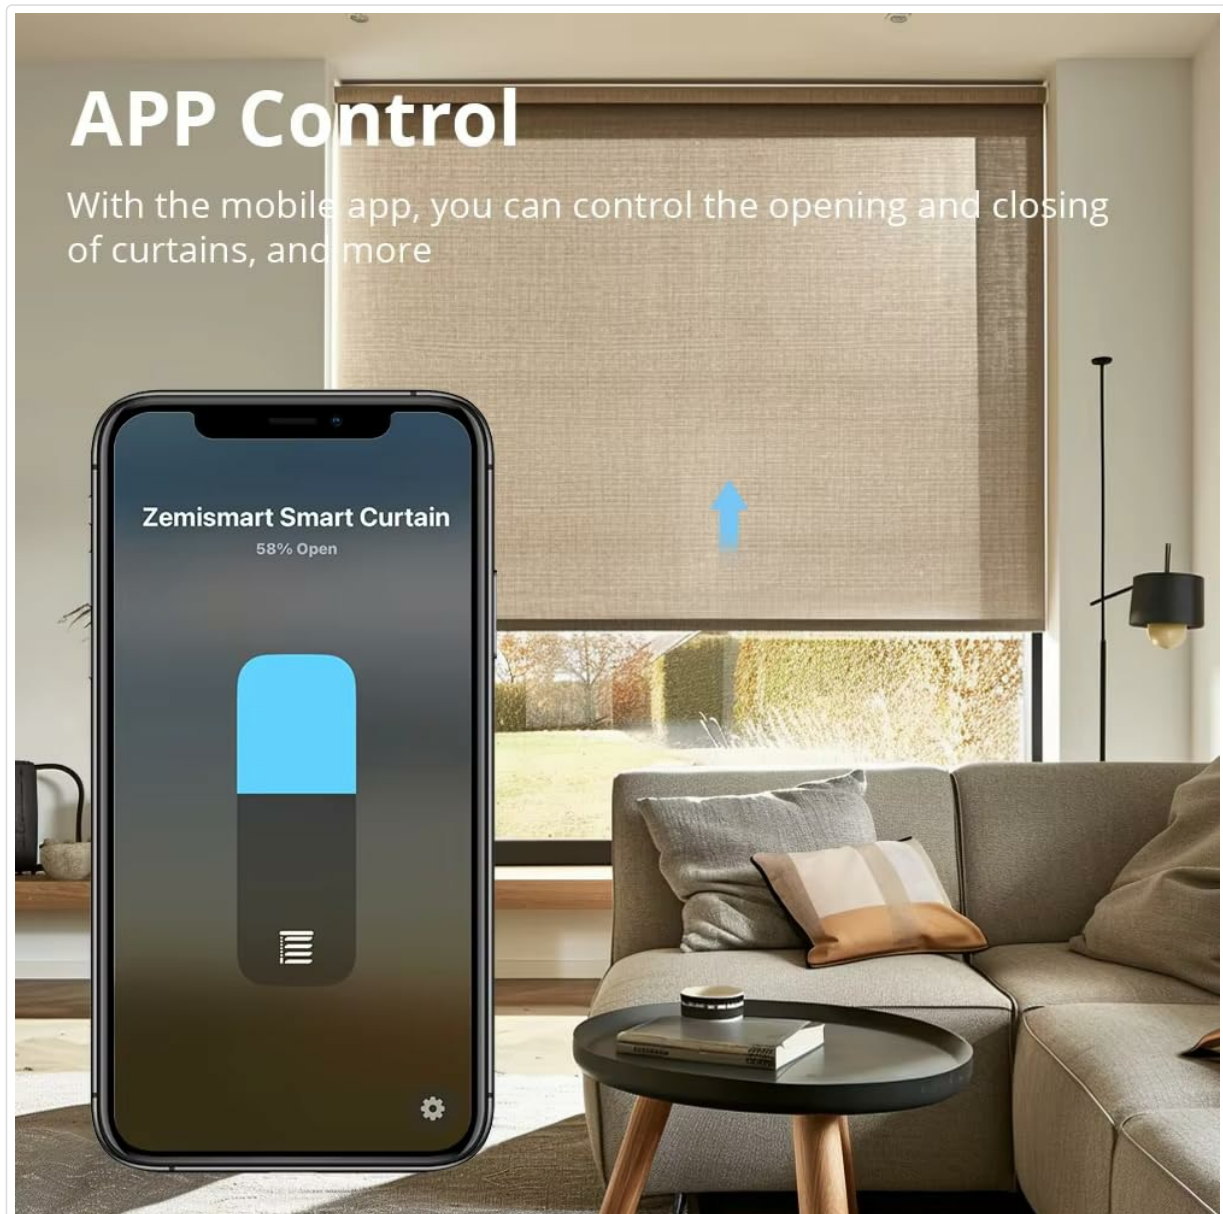 APP Control
With the mobile app, you can control the opening and closing
of curtains, and more
Zemismart Smart Curtain
58% Open